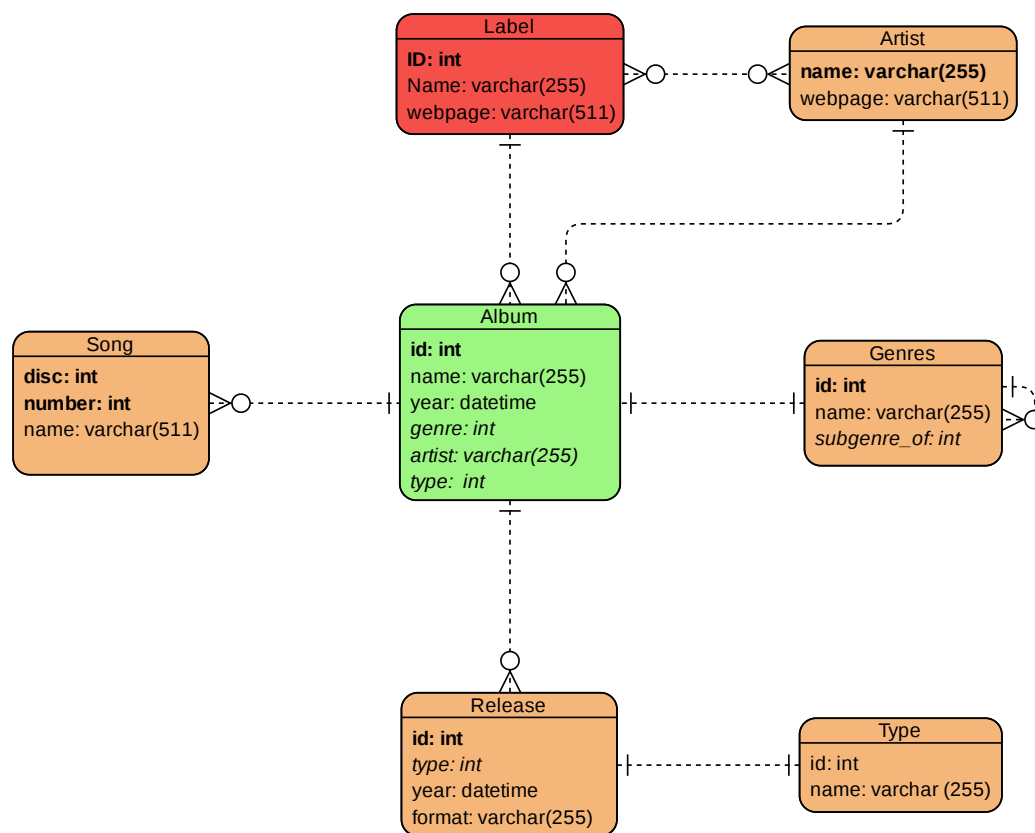 Label
ID: int
Name: varchar(255)
webpage: varchar(511)
Artist
name: varchar(255)
webpage: varchar(511)
Album
id: int
name: varchar(255)
year: datetime
genre: int
artist: varchar(255)
type: int
Song
disc: int
number: int
name: varchar(511)
Genres
id: int
name: varchar(255)
subgenre_of: int
Release
id: int
type: int
year: datetime
format: varchar(255)
Type
id: int
name: varchar (255)